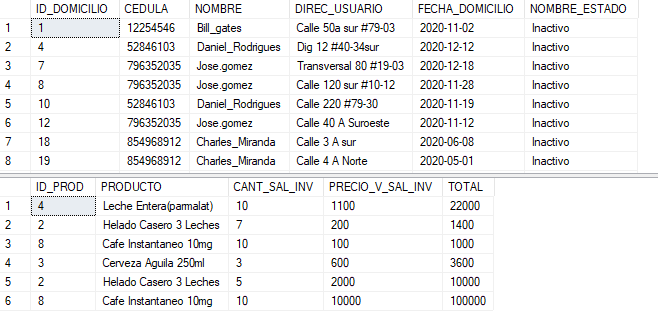 ID_DOMICILIO CEDULA NOMBRE DIREC_USUARIO FECHA_DOMICILIO NOMBRE_ESTADO
1 1 12254546 Bill_gates Calle 50a sur #79-03 2020-11-02 Inactivo
2 4 52846103 Daniel_Rodrigues Dig 12 #40-34sur 2020-12-12 Inactivo
3 7 796352035 Jose.gomez Transversal 80 #19-03 2020-12-18 Inactivo
4 8 796352035 Jose.gomez Calle 120 sur #10-12 2020-11-28 Inactivo
5 10 52846103 Daniel_Rodrigues Calle 220 #79-30 2020-11-19 Inactivo
6 12 796352035 Jose.gomez Calle 40 A Suroeste 2020-11-12 Inactivo
7 18 854968912 Charles_Miranda Calle 3 A sur 2020-06-08 Inactivo
8 19 854968912 Charles_Miranda Calle 4 A Norte 2020-05-01 Inactivo
ID_PROD PRODUCTO CANT_SAL_INV PRECIO_V_SAL_INV TOTAL
1 4 Leche Entera(parmalat) 10 1100 22000
2 2 Helado Casero 3 Leches 7 200 1400
3 8 Cafe Instantaneo 10mg 10 100 1000
4 3 Cerveza Aguila 250ml 3 600 3600
5 2 Helado Casero 3 Leches 5 2000 10000
6 8 Cafe Instantaneo 10mg 10 10000 100000